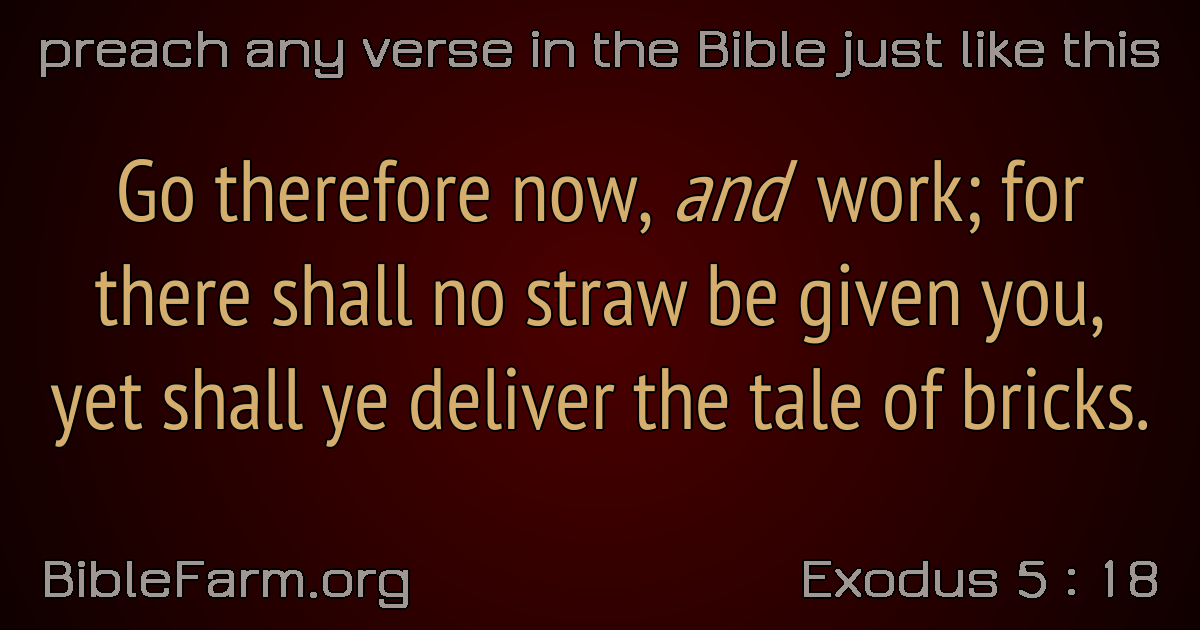 preach any verse in the Bible just like this
Go therefore now, and work; for
there shall no straw be given you,
yet shall ye deliver the tale of bricks.
BibleFarm.org
Exodus 5 : 18